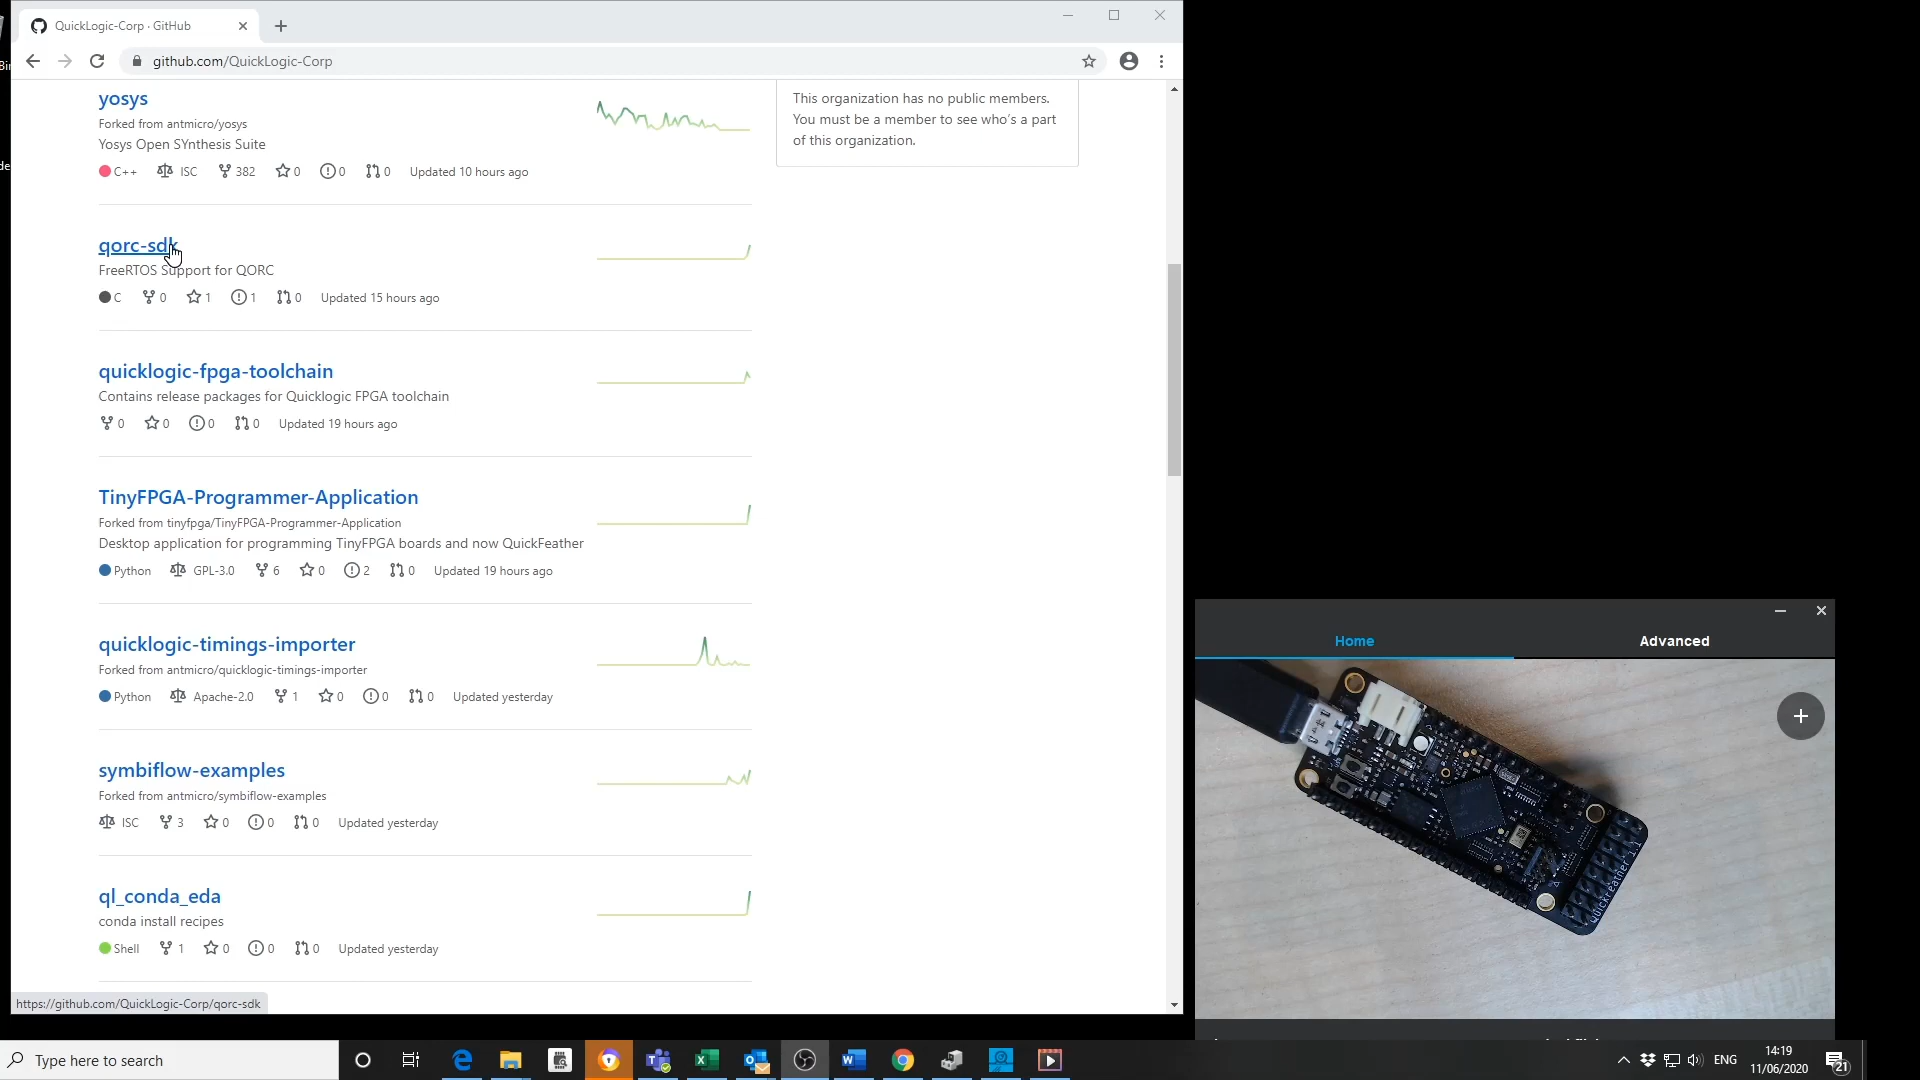 QuickLogic-Corp · GitHub
github.com/QuickLogic-Corp
yosys
Forked from antmicro/yosys
Yosys Open SYnthesis Suite
C++ ISC 382 0 0 0 Updated 10 hours ago
This organization has no public members.
You must be a member to see who's a part
of this organization.
qorc-sdk
FreeRTOS Support for QORC
C 0 1 1 0 Updated 15 hours ago
quicklogic-fpga-toolchain
Contains release packages for Quicklogic FPGA toolchain
0 0 0 0 Updated 19 hours ago
TinyFPGA-Programmer-Application
Forked from tinyfpga/TinyFPGA-Programmer-Application
Desktop application for programming TinyFPGA boards and now QuickFeather
Python GPL-3.0 6 0 2 0 Updated 19 hours ago
quicklogic-timings-importer
Forked from antmicro/quicklogic-timings-importer
Python Apache-2.0 1 0 0 0 Updated yesterday
symbiflow-examples
Forked from antmicro/symbiflow-examples
ISC 3 0 0 0 Updated yesterday
ql_conda_eda
conda install recipes
Shell 1 0 0 0 Updated yesterday
https://github.com/QuickLogic-Corp/qorc-sdk
Home Advanced
Quickfeather 1.1
Type here to search
ENG
14:19
11/06/2020
21